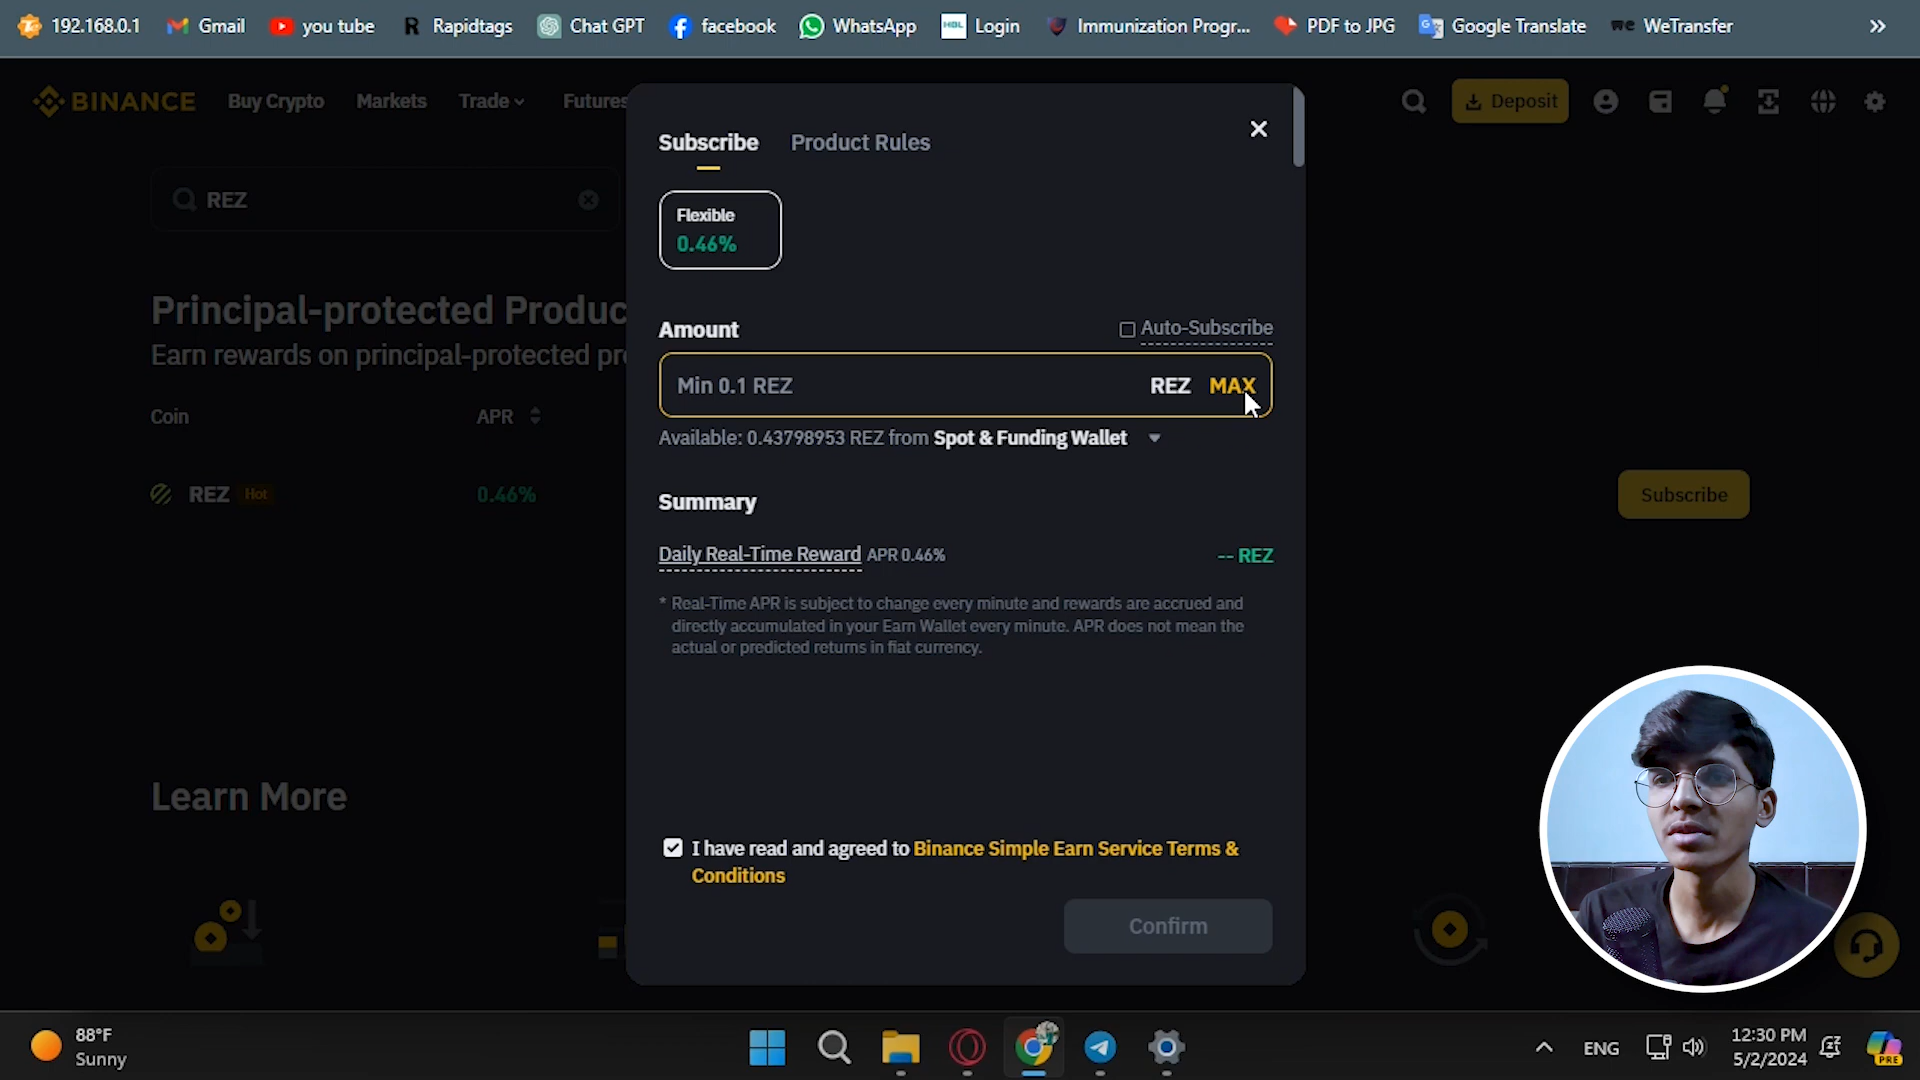 192.168.0.1 Gmail you tube Rapidtags Chat GPT facebook WhatsApp HBL Login Immunization Progr... PDF to JPG Google Translate we WeTransfer »
BINANCE Buy Crypto Markets Trade Futures Deposit
REZ
Subscribe Product Rules
Flexible
0.46%
Principal-protected Produc
Earn rewards on principal-protected pr
Coin APR
REZ Hot 0.46% Subscribe
Amount Auto-Subscribe
Min 0.1 REZ REZ MAX
Available: 0.43798953 REZ from Spot & Funding Wallet
Summary
Daily Real-Time Reward APR 0.46% -- REZ
* Real-Time APR is subject to change every minute and rewards are accrued and
directly accumulated in your Earn Wallet every minute. APR does not mean the
actual or predicted returns in fiat currency.
Learn More
I have read and agreed to Binance Simple Earn Service Terms &
Conditions
Confirm
88°F
Sunny
ENG
12:30 PM
5/2/2024
PRE